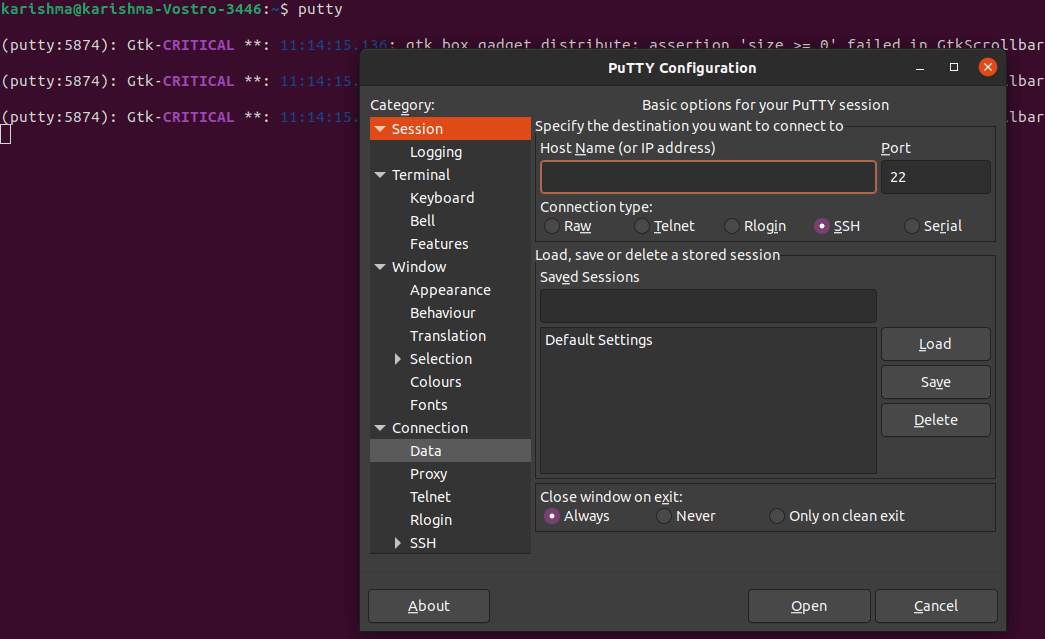 karishma@karishma-Vostro-3446:~$ putty
(putty:5874): Gtk-CRITICAL **: 11:14:15.136: gtk_box_gadget_distribute: assertion 'size >= 0' failed in GtkScrollbar
(putty:5874): Gtk-CRITICAL **: 11:14:15.
(putty:5874): Gtk-CRITICAL **: 11:14:15.
PuTTY Configuration
Category:
Session
Logging
Terminal
Keyboard
Bell
Features
Window
Appearance
Behaviour
Translation
Selection
Colours
Fonts
Connection
Data
Proxy
Telnet
Rlogin
SSH
Basic options for your PuTTY session
Specify the destination you want to connect to
Host Name (or IP address) Port
22
Connection type:
Raw Telnet Rlogin SSH Serial
Load, save or delete a stored session
Saved Sessions
Default Settings
Load
Save
Delete
Close window on exit:
Always Never Only on clean exit
About Open Cancel